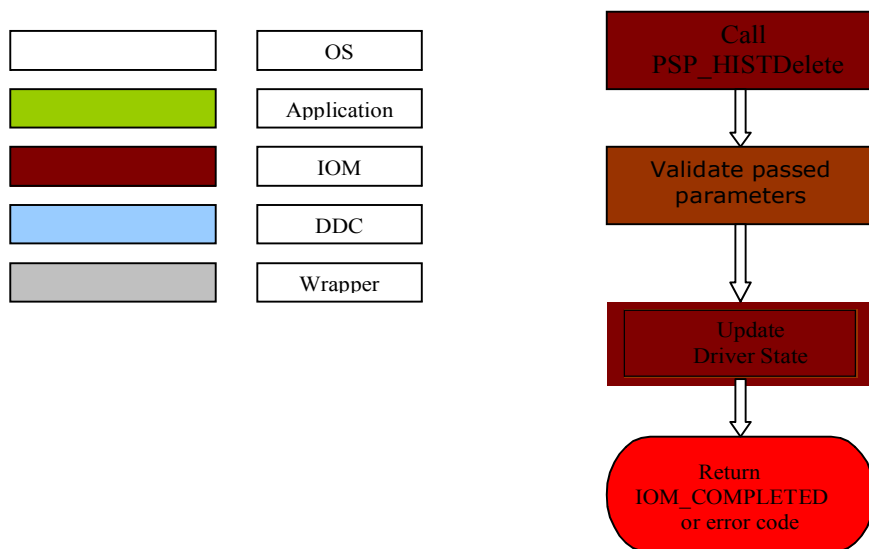 OS
Application
IOM
DDC
Wrapper
Call
PSP_HISTDelete
Validate passed
parameters
Update
Driver State
Return
IOM_COMPLETED
or error code